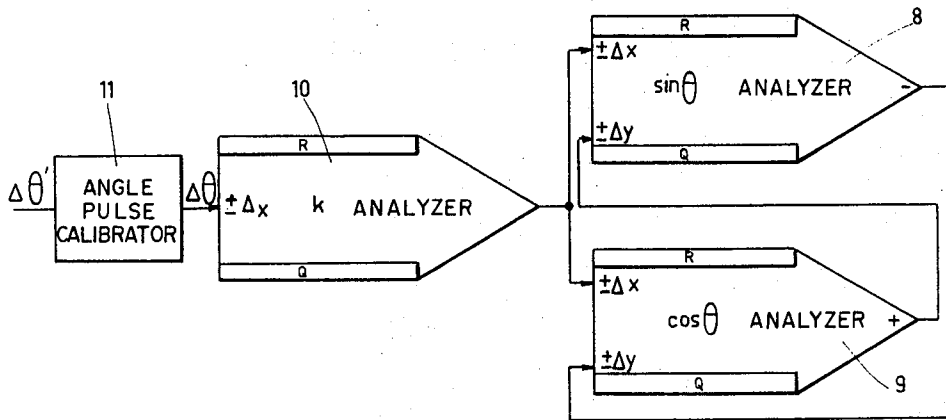 11
Δθ'
ANGLE
PULSE
CALIBRATOR
Δθ
10
R
±Δx
k ANALYZER
Q
8
R
±Δx
sinθ ANALYZER -
±Δy
Q
R
±Δx
cosθ ANALYZER +
±Δy
Q
9